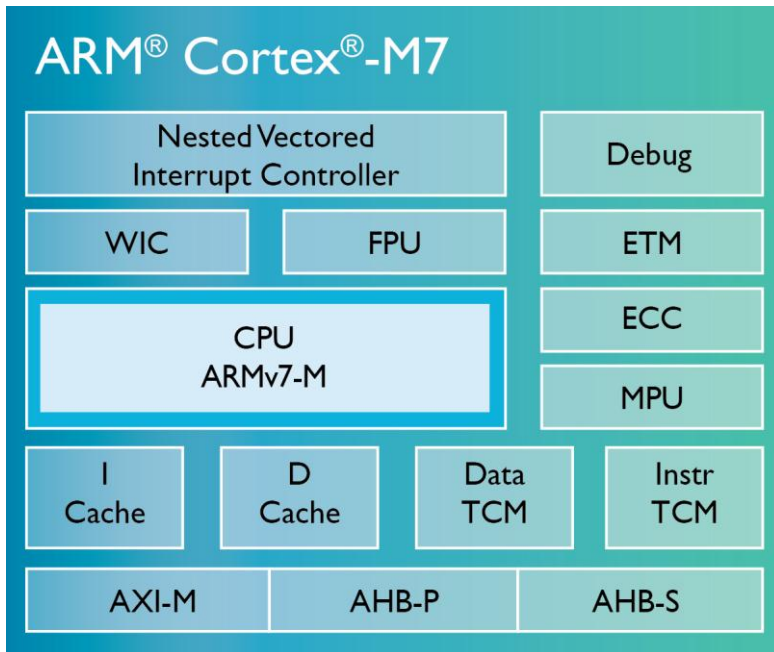 ARM® Cortex®-M7
Nested Vectored
Interrupt Controller
Debug
WIC
FPU
ETM
CPU
ARMv7-M
ECC
MPU
I
Cache
D
Cache
Data
TCM
Instr
TCM
AXI-M
AHB-P
AHB-S